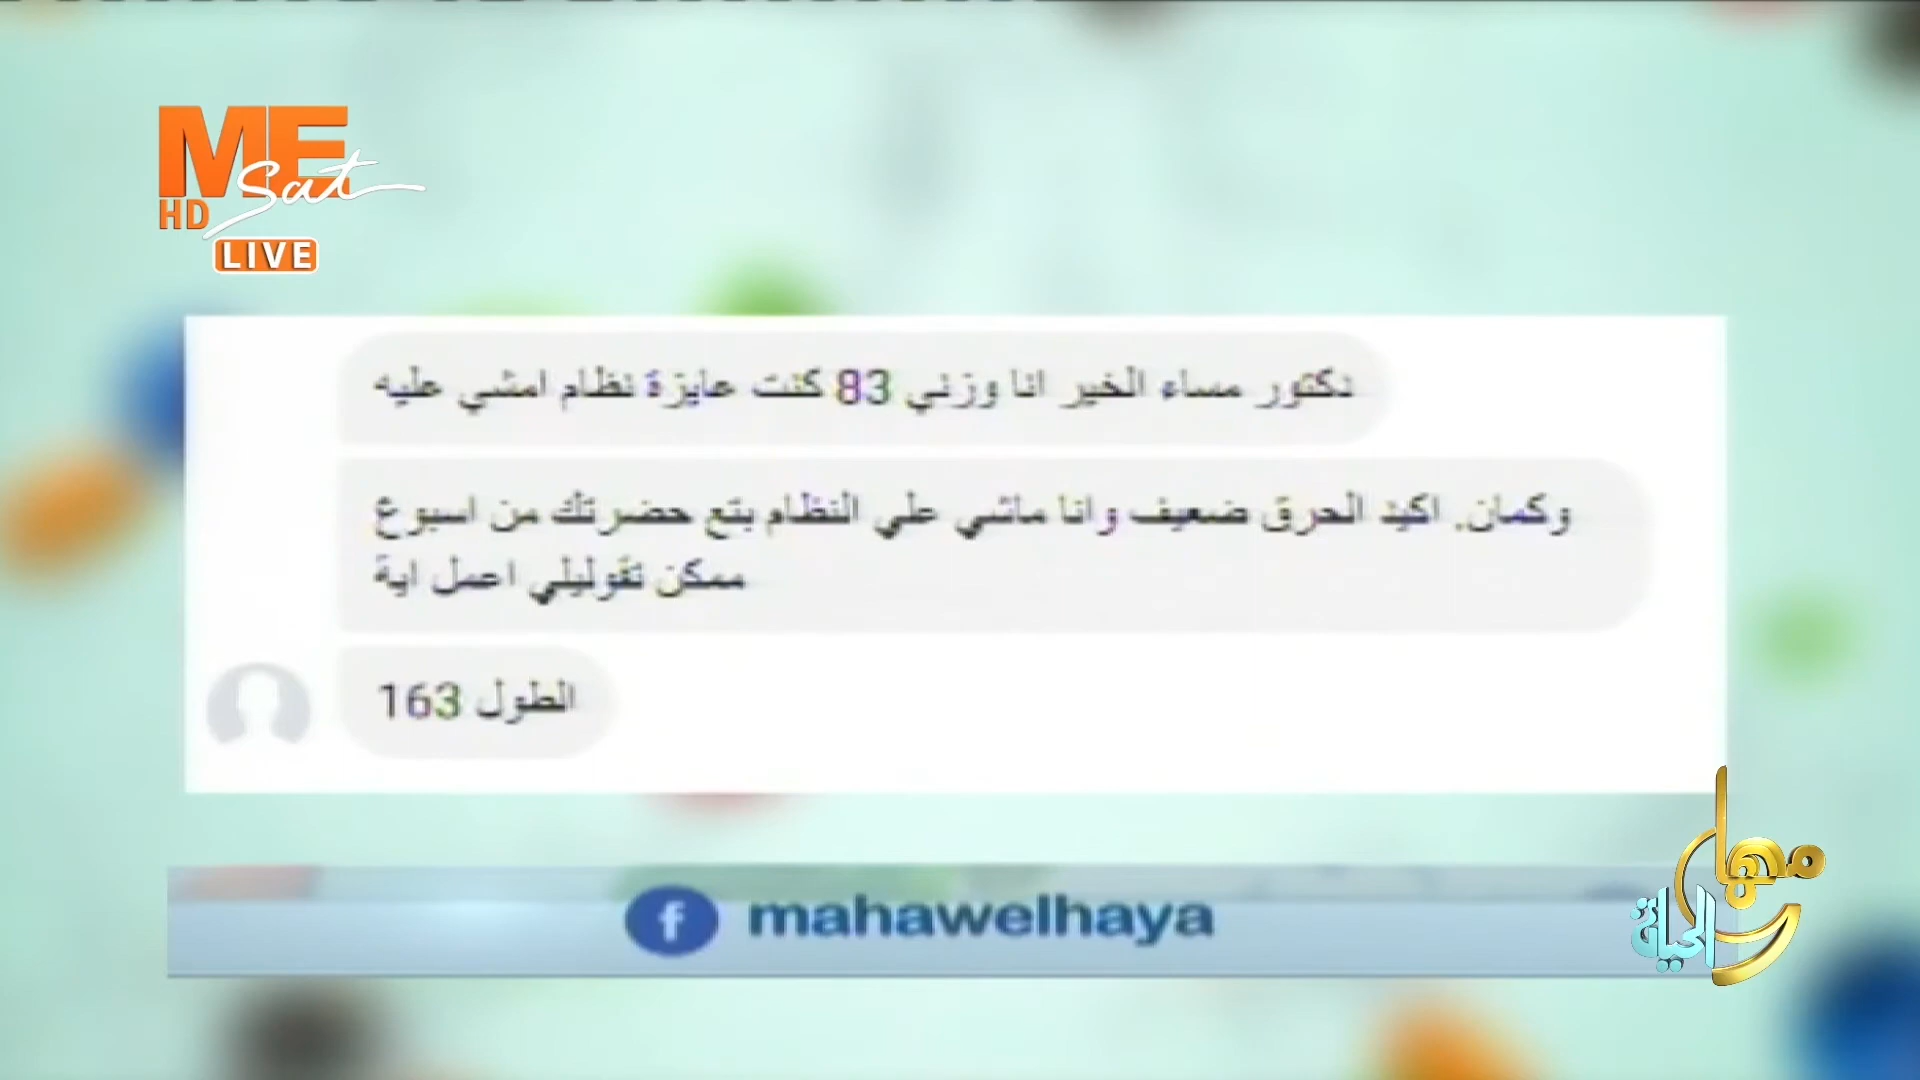 ME
Sat
HD
LIVE
دكتور مساء الخير انا وزني 83 كنت عايزة نظام امشي عليه
وكمان. اكيد الحرق ضعيف وانا ماشي علي النظام بتع حضرتك من اسبوع
ممكن تقوليلي اعمل اية
الطول 163
f mahawelhaya
مها
و
الحياة